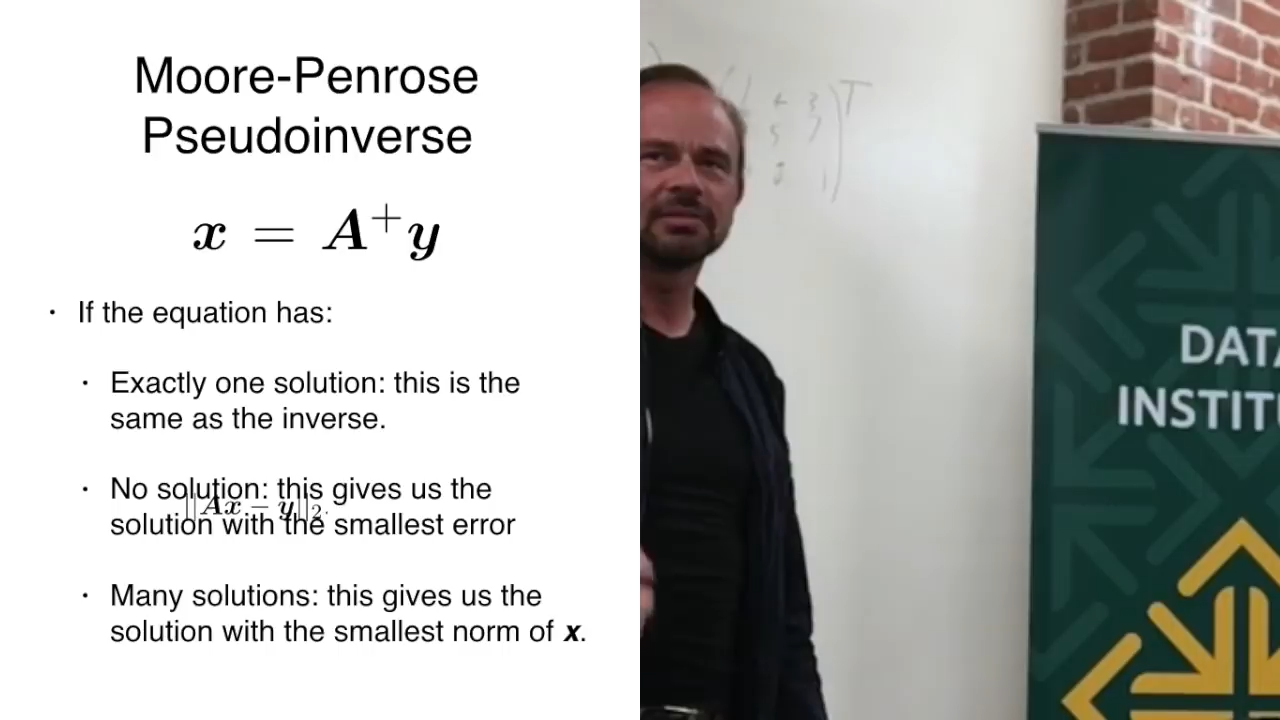 Moore-Penrose
Pseudoinverse
x = A⁺y
• If the equation has:
• Exactly one solution: this is the
same as the inverse.
• No solution: this gives us the
||Ax − y||₂.
solution with the smallest error
• Many solutions: this gives us the
solution with the smallest norm of x.
T
5
DATA
INSTITU